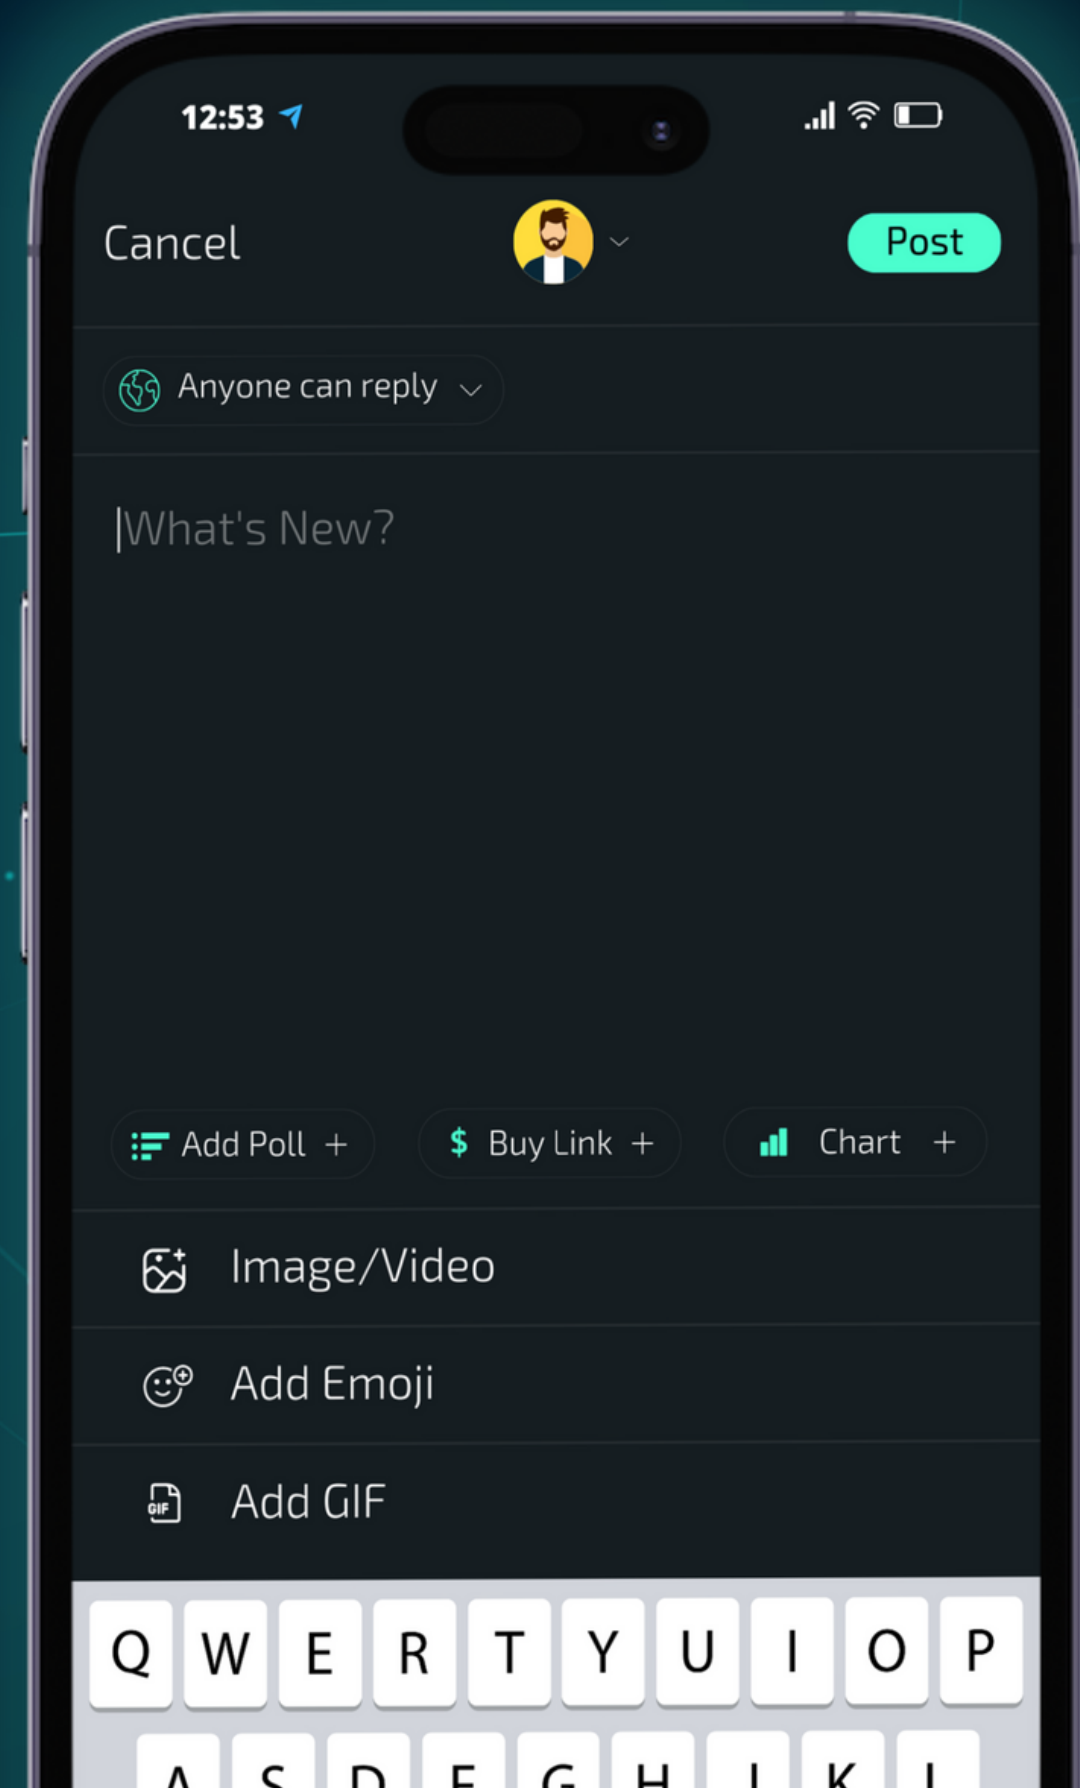 12:53
Cancel
Post
Anyone can reply
What's New?
Add Poll +
$ Buy Link +
Chart +
Image/Video
Add Emoji
GIF Add GIF
Q W E R T Y U I O P
A S D F G H J K L